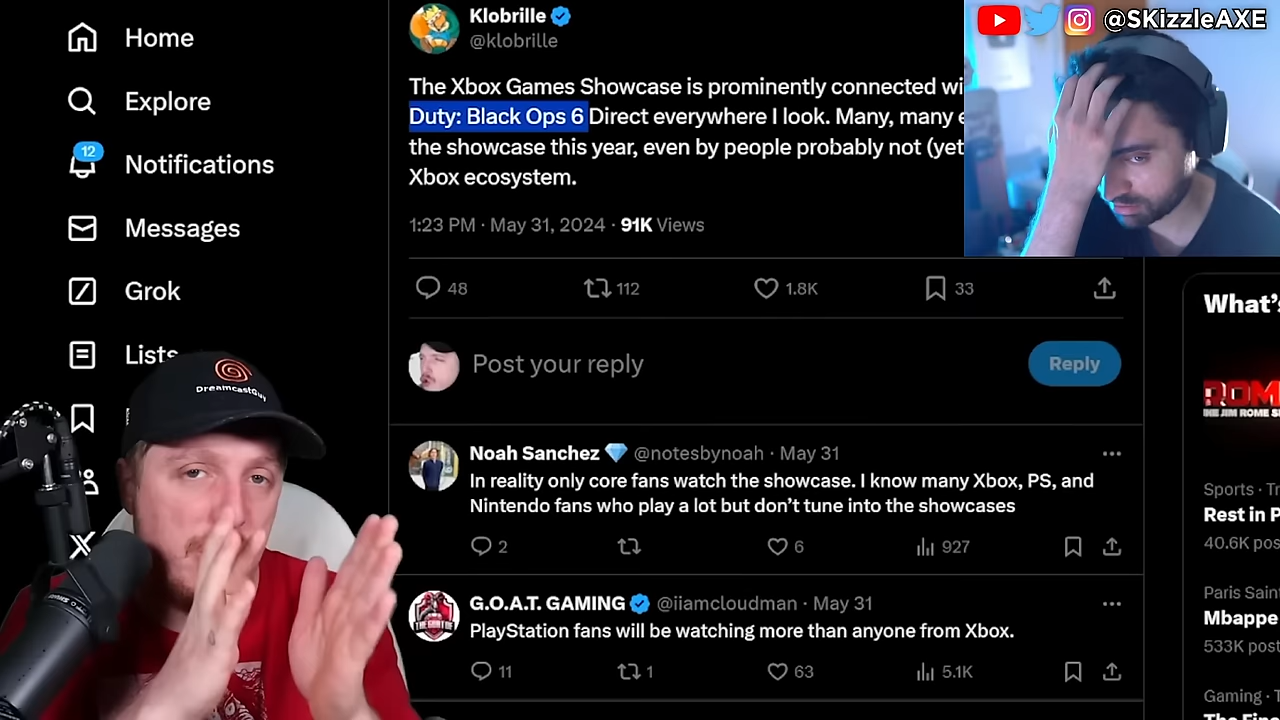 @SKizzleAXE
Home
Explore
12
Notifications
Messages
Grok
Lists
DreamcastGuy
Klobrille
@klobrille
The Xbox Games Showcase is prominently connected wi
Duty: Black Ops 6 Direct everywhere I look. Many, many e
the showcase this year, even by people probably not (yet
Xbox ecosystem.
1:23 PM · May 31, 2024 · 91K Views
48
112
1.8K
33
Post your reply
Reply
Noah Sanchez 💎 @notesbynoah · May 31
In reality only core fans watch the showcase. I know many Xbox, PS, and
Nintendo fans who play a lot but don't tune into the showcases
2
6
927
G.O.A.T. GAMING @iiamcloudman · May 31
PlayStation fans will be watching more than anyone from Xbox.
11
1
63
5.1K
What's
ROM
THE JIM ROME S
Sports · Tr
Rest in P
40.6K pos
Paris Sain
Mbappe
533K post
Gaming · T